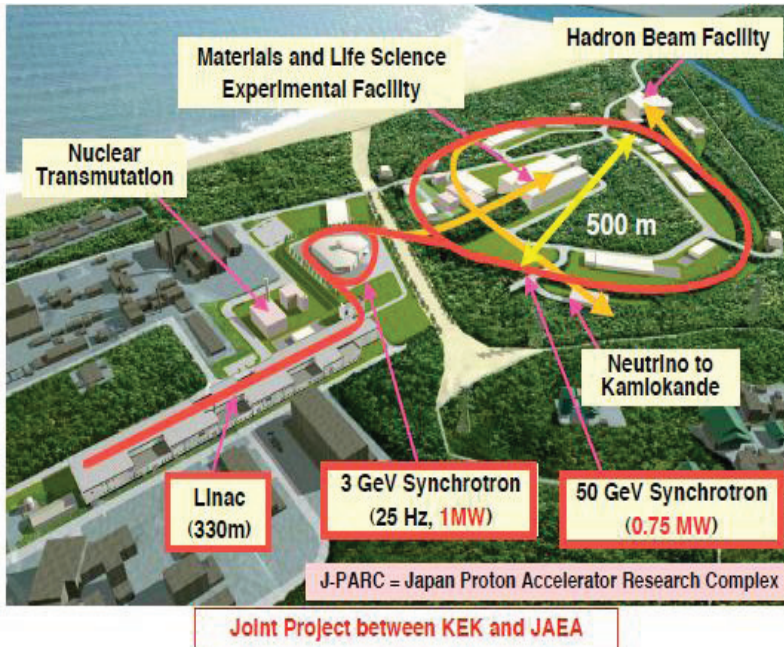 Hadron Beam Facility
Materials and Life Science
Experimental Facility
Nuclear
Transmutation
500 m
Neutrino to
Kamiokande
Linac
(330m)
3 GeV Synchrotron
(25 Hz, 1MW)
50 GeV Synchrotron
(0.75 MW)
J-PARC = Japan Proton Accelerator Research Complex
Joint Project between KEK and JAEA